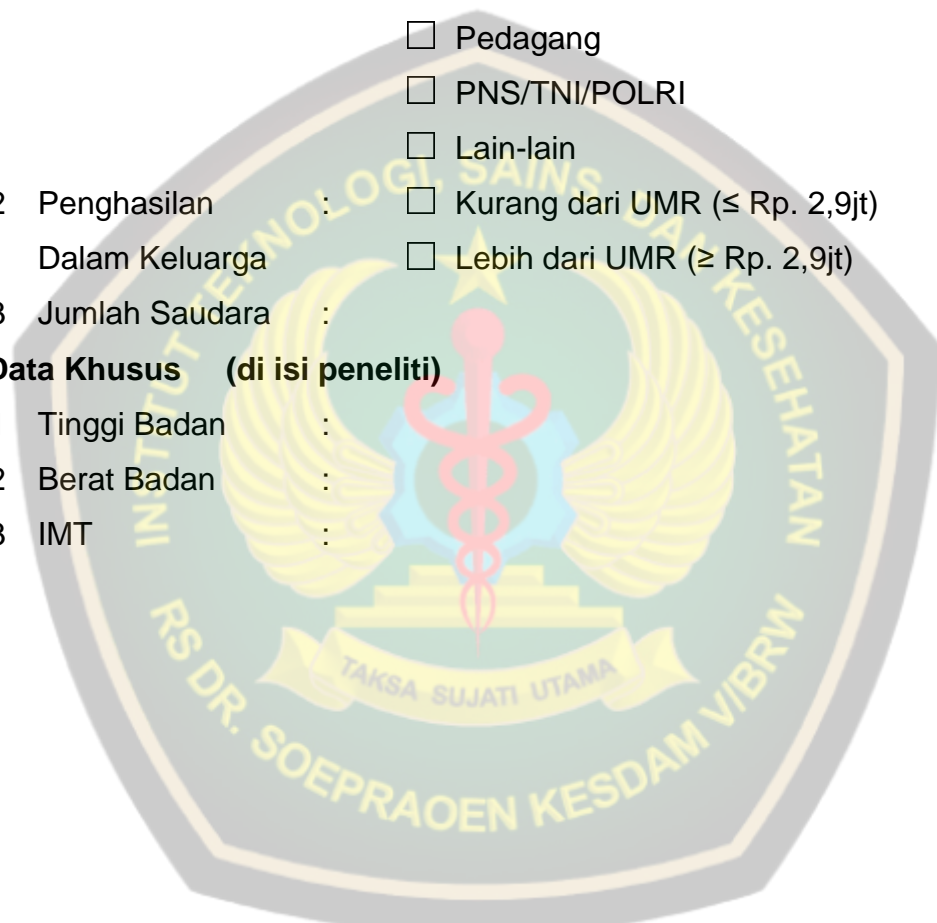 ☐ Pedagang
☐ PNS/TNI/POLRI
☐ Lain-lain
2 Penghasilan : ☐ Kurang dari UMR (≤ Rp. 2,9jt)
Dalam Keluarga ☐ Lebih dari UMR (≥ Rp. 2,9jt)
3 Jumlah Saudara :
Data Khusus (di isi peneliti)
Tinggi Badan :
2 Berat Badan :
3 IMT :
INSTITUT TEKNOLOGI, SAINS DAN KESEHATAN
RS DR. SOEPRAOEN KESDAM V/BRW
TAKSA SUJATI UTAMA